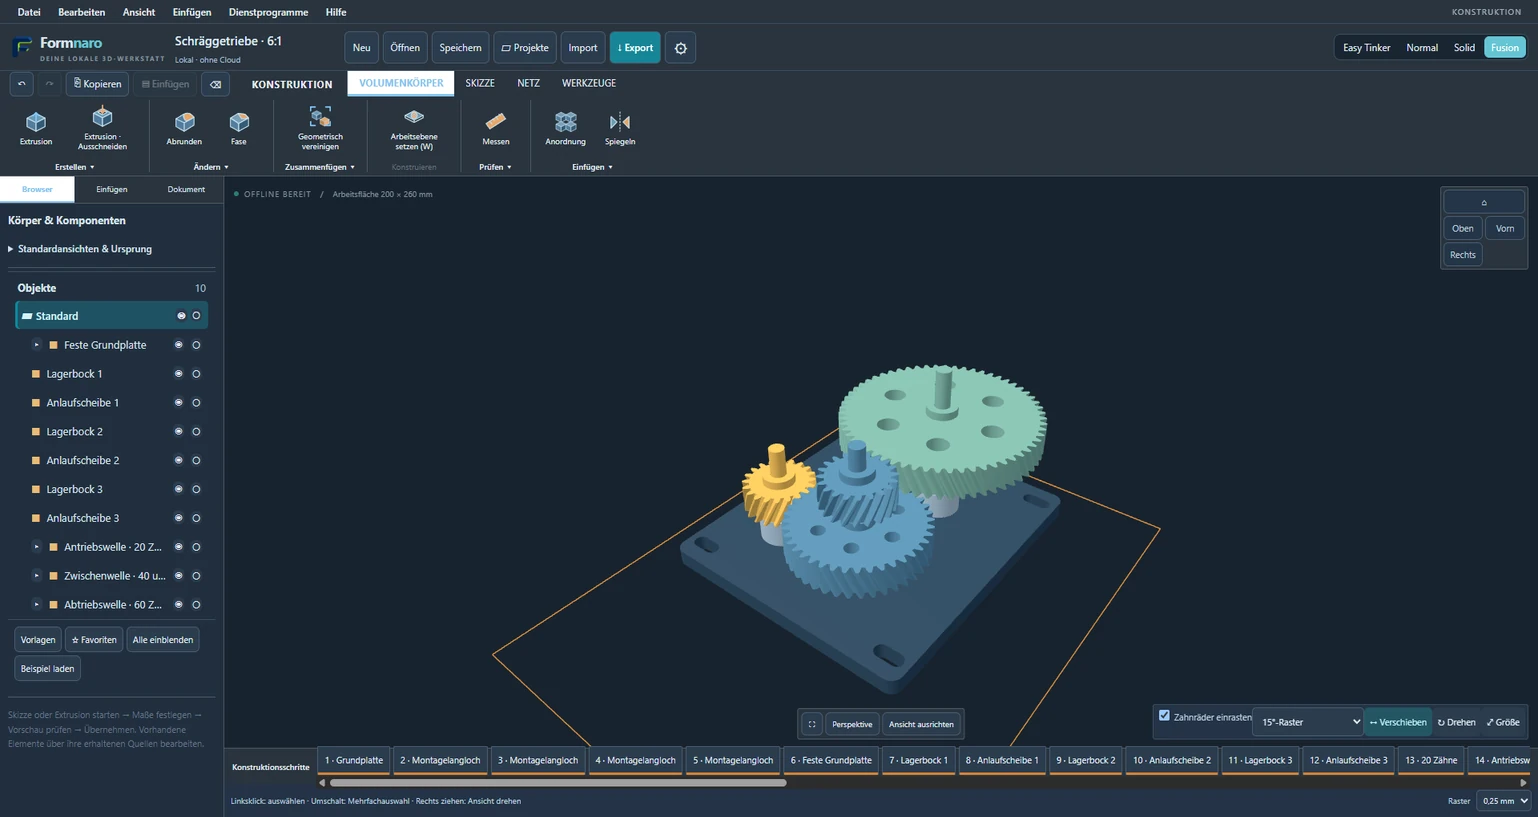 Datei Bearbeiten Ansicht Einfügen Dienstprogramme Hilfe KONSTRUKTION
Formnaro
DEINE LOKALE 3D-WERKSTATT
Schräggetriebe · 6:1
Lokal · ohne Cloud
Neu Öffnen Speichern Projekte Import ↓ Export
Easy Tinker Normal Solid Fusion
Kopieren Einfügen KONSTRUKTION VOLUMENKÖRPER SKIZZE NETZ WERKZEUGE
Extrusion
Extrusion ·
Ausschneiden
Erstellen ▾
Abrunden
Fase
Ändern ▾
Geometrisch
vereinigen
Zusammenfügen ▾
Arbeitsebene
setzen (W)
Konstruieren
Messen
Prüfen ▾
Anordnung
Spiegeln
Einfügen ▾
Browser Einfügen Dokument
OFFLINE BEREIT / Arbeitsfläche 200 × 260 mm
Oben Vorn
Rechts
Körper & Komponenten
Standardansichten & Ursprung
Objekte 10
Standard
Feste Grundplatte
Lagerbock 1
Anlaufscheibe 1
Lagerbock 2
Anlaufscheibe 2
Lagerbock 3
Anlaufscheibe 3
Antriebswelle · 20 Z...
Zwischenwelle · 40 u...
Abtriebswelle · 60 Z...
Vorlagen ☆ Favoriten Alle einblenden
Beispiel laden
Skizze oder Extrusion starten → Maße festlegen →
Vorschau prüfen → Übernehmen. Vorhandene
Elemente über ihre erhaltenen Quellen bearbeiten.
Perspektive Ansicht ausrichten
Zahnräder einrasten 15°-Raster ↔ Verschieben ↻ Drehen ⤢ Größe
Konstruktionsschritte 1 · Grundplatte 2 · Montagelangloch 3 · Montagelangloch 4 · Montagelangloch 5 · Montagelangloch 6 · Feste Grundplatte 7 · Lagerbock 1 8 · Anlaufscheibe 1 9 · Lagerbock 2 10 · Anlaufscheibe 2 11 · Lagerbock 3 12 · Anlaufscheibe 3 13 · 20 Zähne 14 · Antriebsw
Linksklick: auswählen · Umschalt: Mehrfachauswahl · Rechts ziehen: Ansicht drehen
Raster 0,25 mm